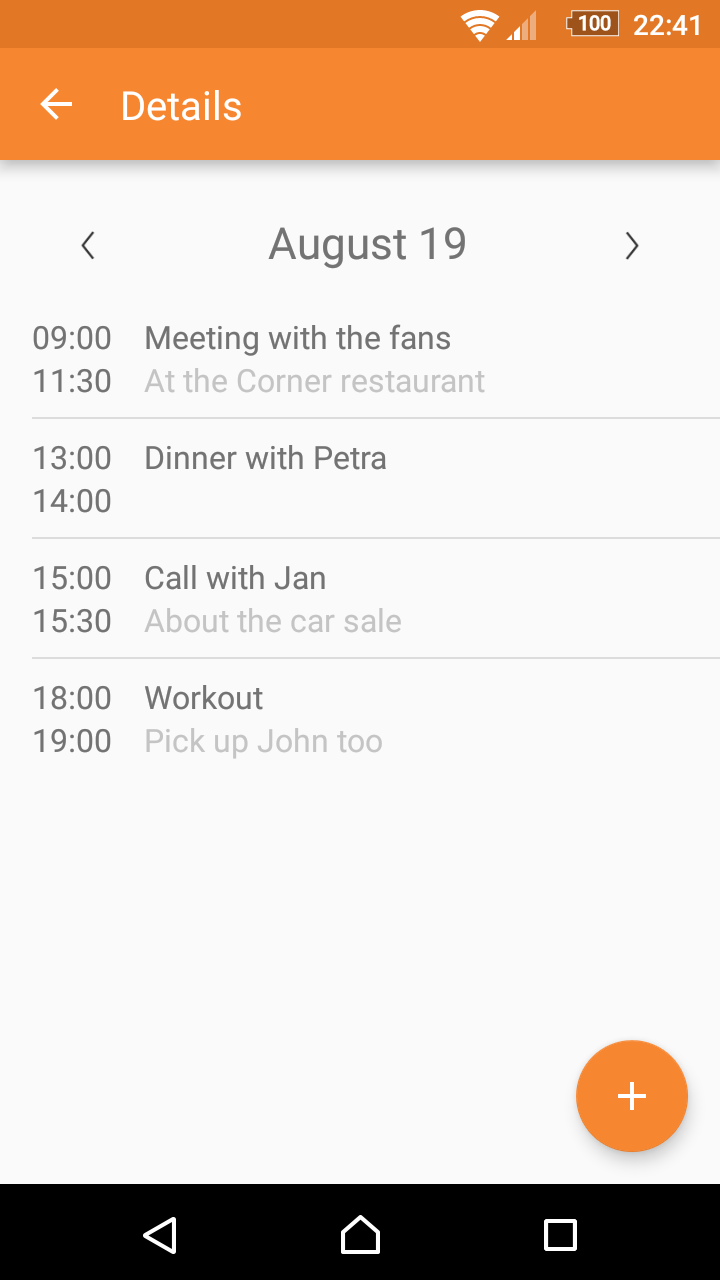 100 22:41
Details
August 19
09:00 Meeting with the fans
11:30 At the Corner restaurant
13:00 Dinner with Petra
14:00
15:00 Call with Jan
15:30 About the car sale
18:00 Workout
19:00 Pick up John too